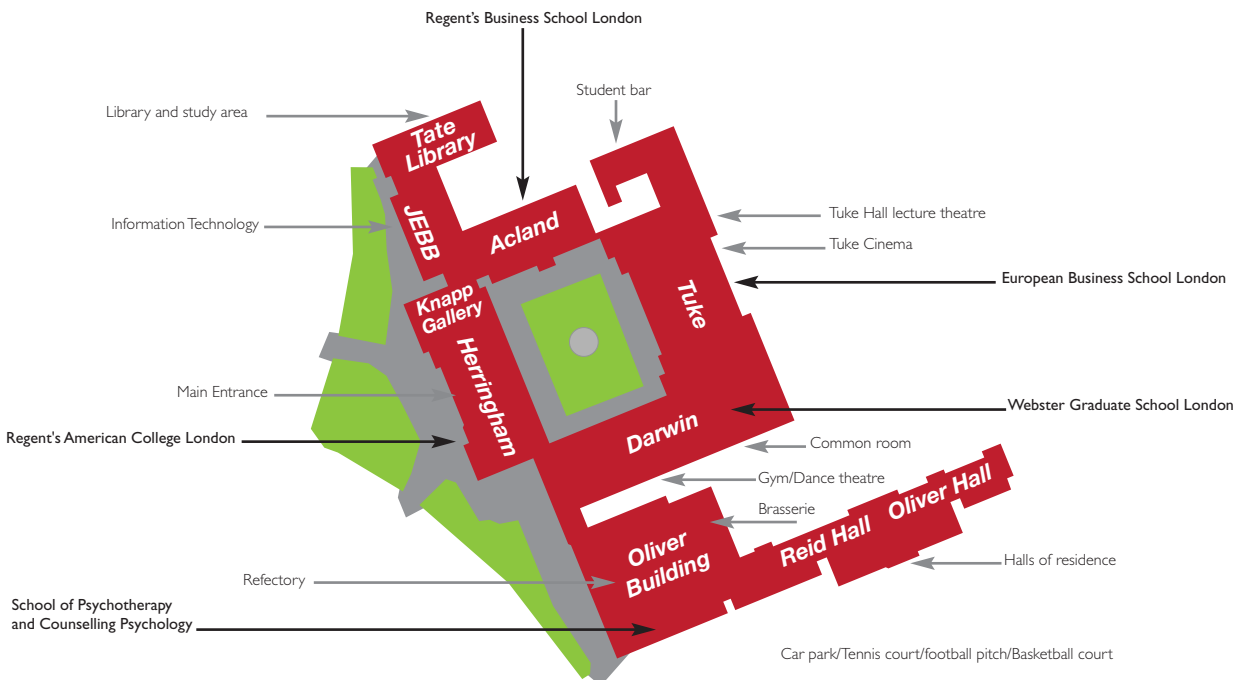 Regent's Business School London
Student bar
Library and study area
Tate
Library
Information Technology
JEBB
Acland
Tuke Hall lecture theatre
Tuke Cinema
European Business School London
Knapp
Gallery
Tuke
Herringham
Main Entrance
Webster Graduate School London
Regent's American College London
Darwin
Common room
Gym/Dance theatre
Brasserie
Oliver Hall
Reid Hall
Oliver
Building
Halls of residence
Refectory
School of Psychotherapy
and Counselling Psychology
Car park/Tennis court/football pitch/Basketball court